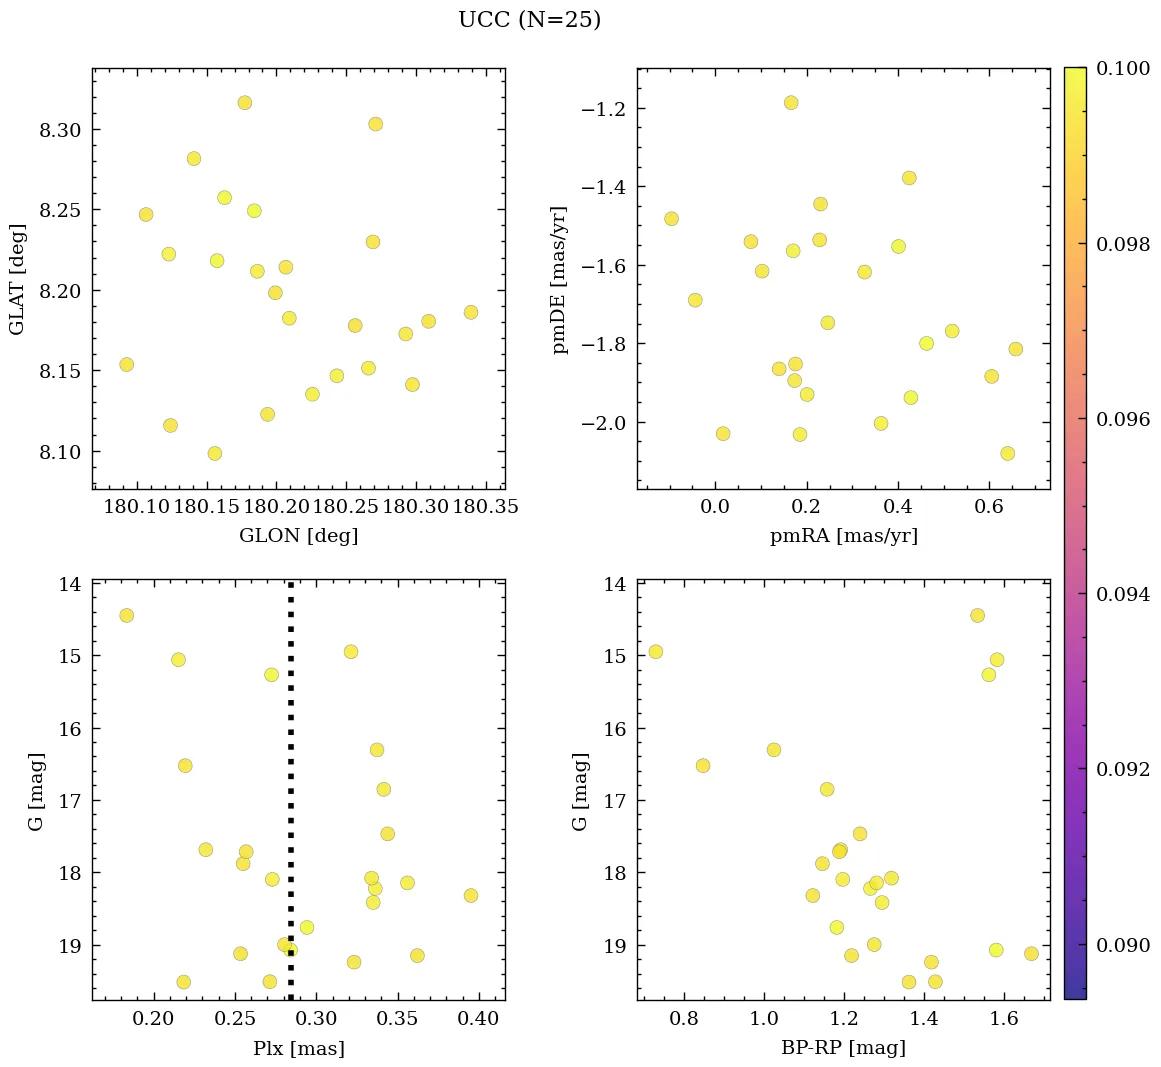 UCC (N=25)
8.30
8.25
8.20
8.15
8.10
GLAT [deg]
180.10 180.15 180.20 180.25 180.30 180.35
GLON [deg]
−1.2
−1.4
−1.6
−1.8
−2.0
pmDE [mas/yr]
0.0 0.2 0.4 0.6
pmRA [mas/yr]
0.100
0.098
0.096
0.094
0.092
0.090
14
15
16
17
18
19
G [mag]
0.20 0.25 0.30 0.35 0.40
Plx [mas]
14
15
16
17
18
19
G [mag]
0.8 1.0 1.2 1.4 1.6
BP-RP [mag]